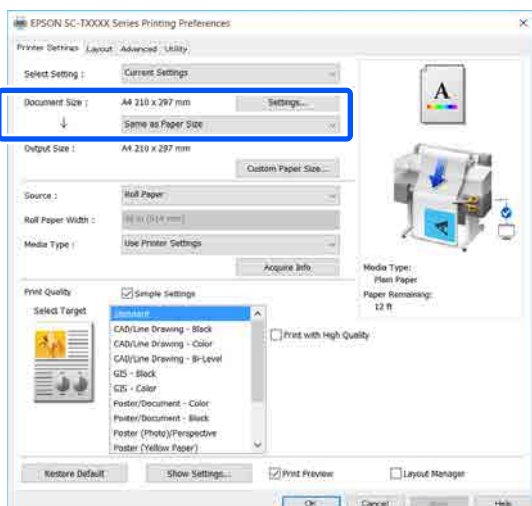 EPSON SC-TXXXX Series Printing Preferences
Printer Settings Layout Advanced Utility
Select Setting : Current Settings
Document Size : A4 210 x 297 mm Settings...
Same as Paper Size
Output Size : A4 210 x 297 mm
Custom Paper Size...
Source : Roll Paper
Roll Paper Width :
Media Type : Use Printer Settings
Acquire Info
A
Media Type:
Plain Paper
Paper Remaining:
12 ft
Print Quality Simple Settings
Select Target
Standard
CAD/Line Drawing - Black
CAD/Line Drawing - Color
CAD/Line Drawing - Bi-Level
GIS - Black
GIS - Color
Poster/Document - Color
Poster/Document - Black
Poster (Photo)/Perspective
Poster (Yellow Paper)
Print with High Quality
Restore Default Show Settings... Print Preview Layout Manager
OK Cancel Help